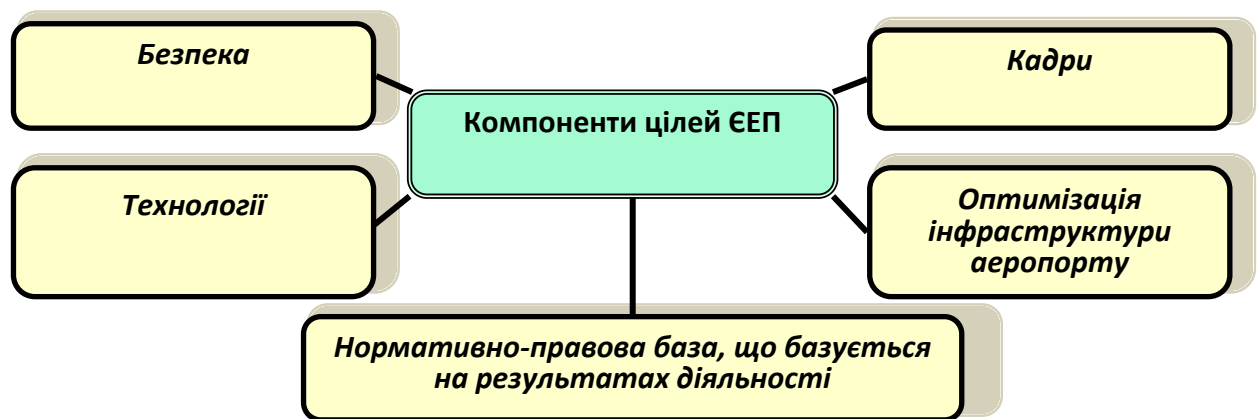 Безпека
Кадри
Компоненти цілей ЄЕП
Технології
Оптимізація
інфраструктури
аеропорту
Нормативно-правова база, що базується
на результатах діяльності